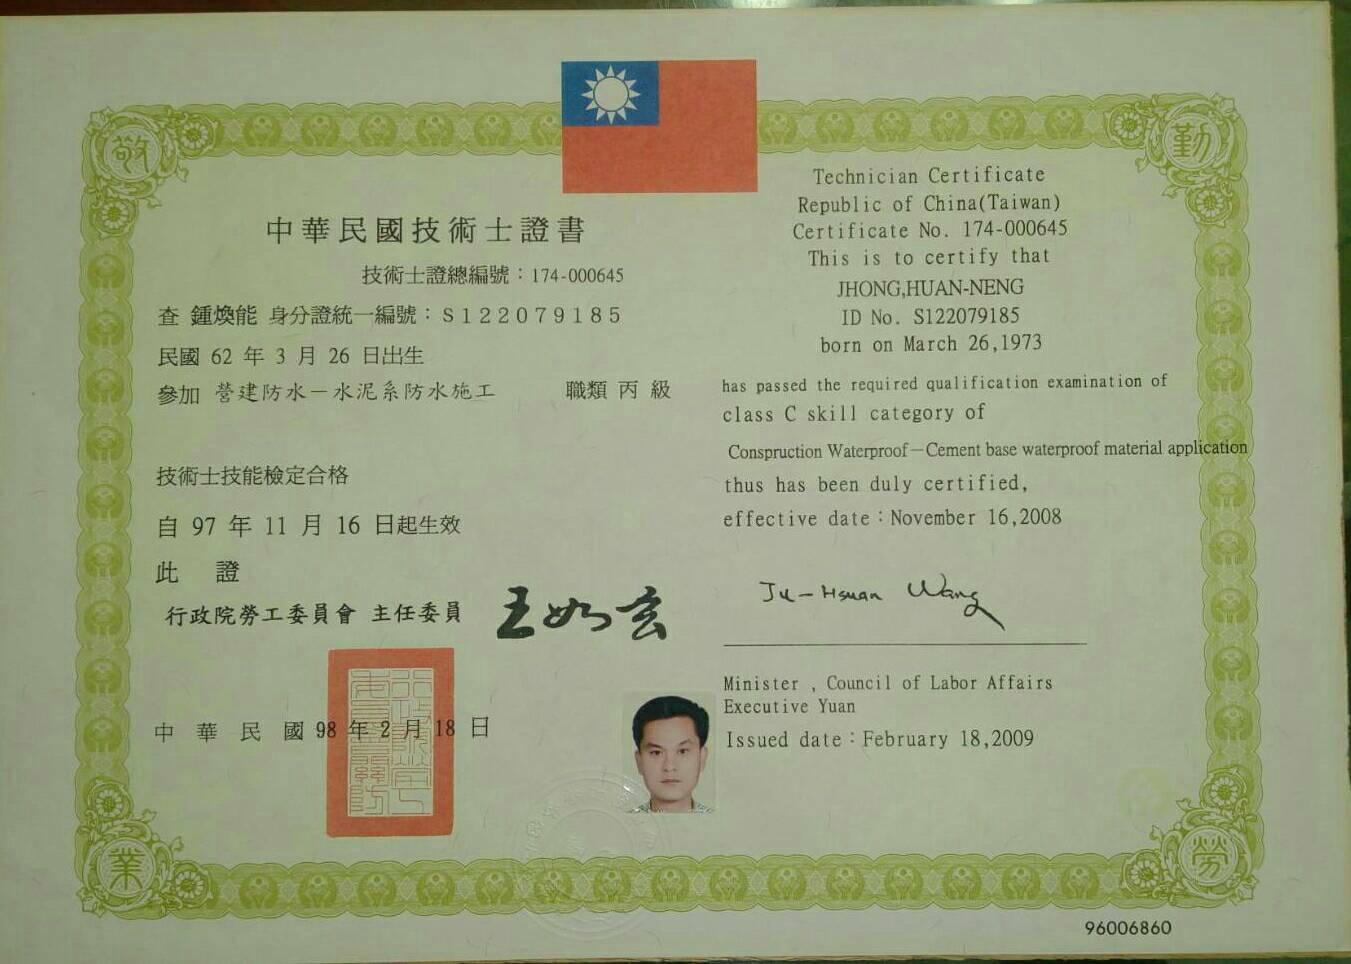 敬
勤
中華民國技術士證書
技術士證總編號：174-000645
查 鍾煥能 身分證統一編號：S122079185
民國 62 年 3 月 26 日出生
參加 營建防水－水泥系防水施工 職類 丙 級
技術士技能檢定合格
自 97 年 11 月 16 日起生效
此 證
行政院勞工委員會 主任委員 王如玄
中華民國 98 年 2 月 18 日
Technician Certificate
Republic of China(Taiwan)
Certificate No. 174-000645
This is to certify that
JHONG,HUAN-NENG
ID No. S122079185
born on March 26,1973
has passed the required qualification examination of
class C skill category of
Conspruction Waterproof－Cement base waterproof material application
thus has been duly certified,
effective date：November 16,2008
Ju-Hsuan Wang
Minister , Council of Labor Affairs
Executive Yuan
Issued date：February 18,2009
業
勞
96006860